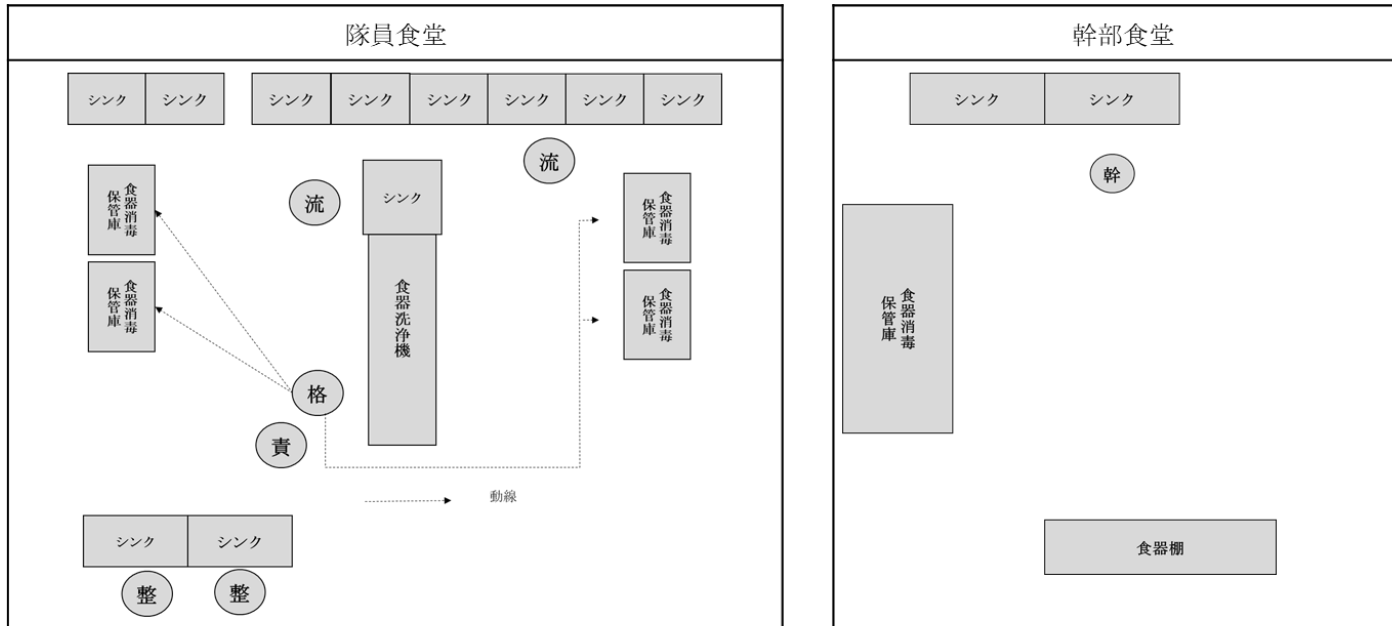 隊員食堂
シンク
シンク
シンク
シンク
シンク
シンク
シンク
シンク
流
流
シンク
食器消毒
保管庫
食器消毒
保管庫
食器洗浄機
食器消毒
保管庫
食器消毒
保管庫
格
責
動線
シンク
シンク
整
整
幹部食堂
シンク
シンク
幹
食器消毒
保管庫
食器棚